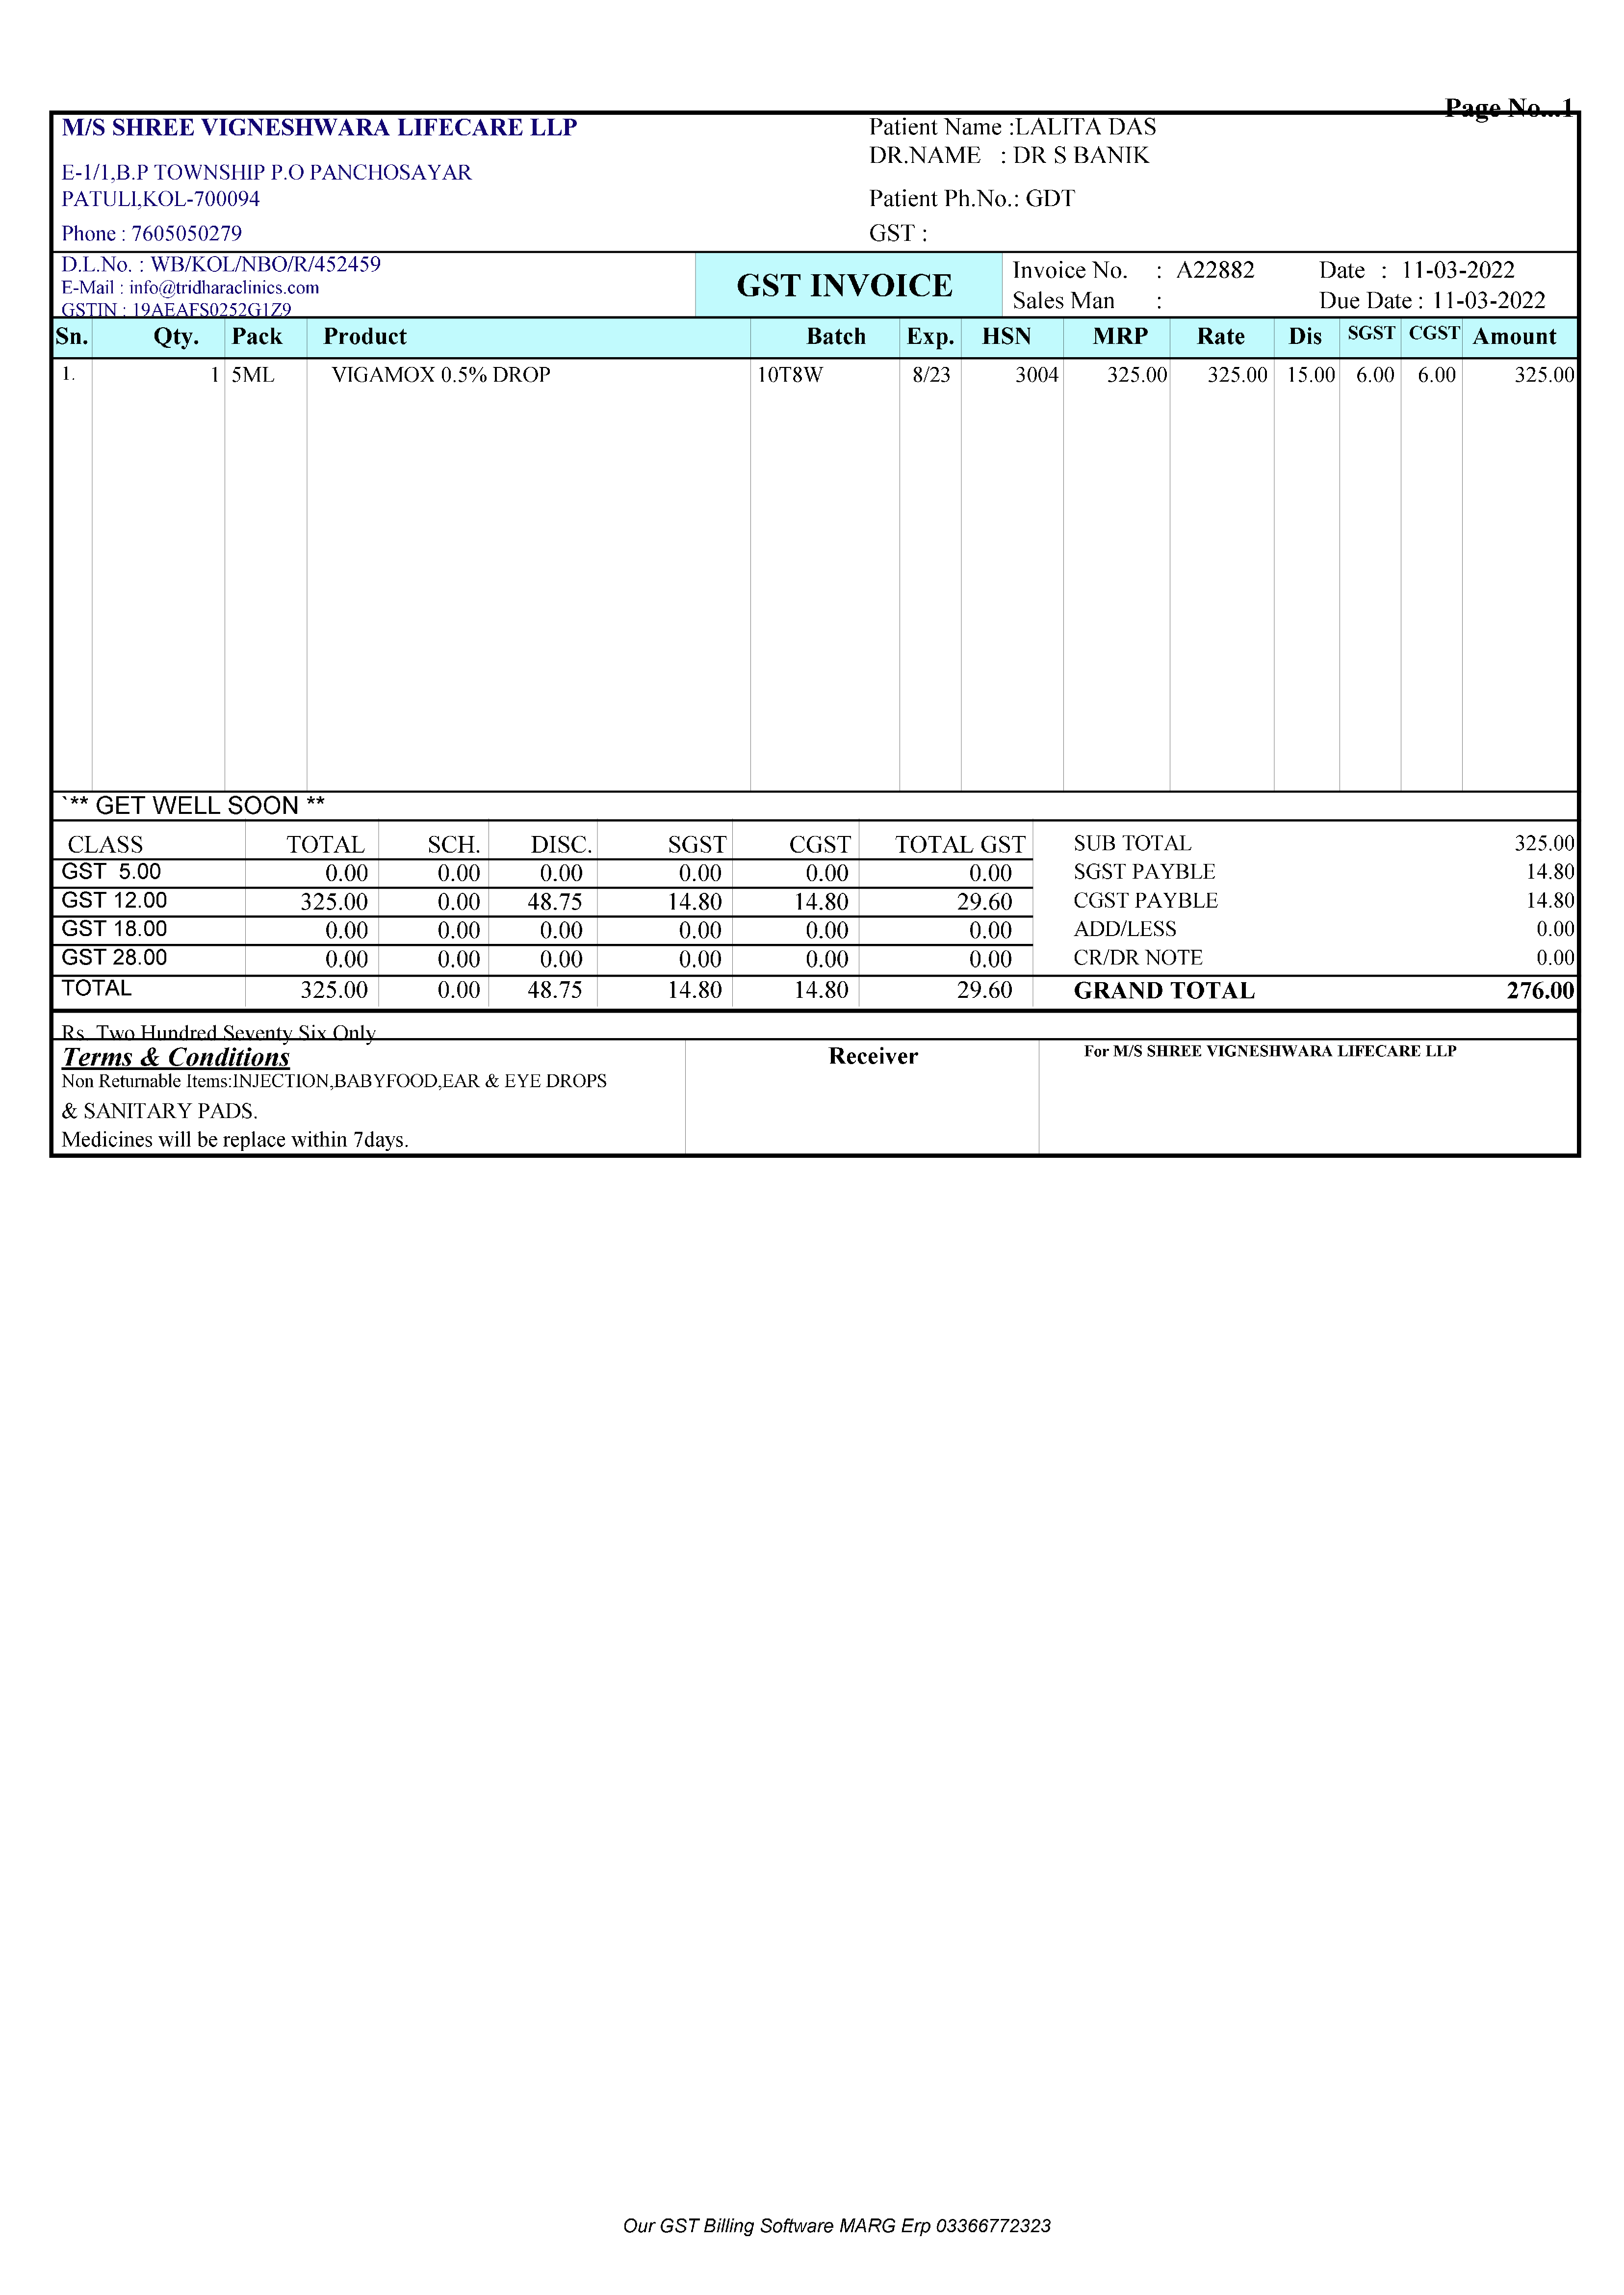 Page No...1
M/S SHREE VIGNESHWARA LIFECARE LLP
E-1/1,B.P TOWNSHIP P.O PANCHOSAYAR
PATULI,KOL-700094
Phone : 7605050279
Patient Name :LALITA DAS
DR.NAME : DR S BANIK
Patient Ph.No.: GDT
GST :
D.L.No. : WB/KOL/NBO/R/452459
E-Mail : info@tridharaclinics.com
GSTIN : 19AEAFS0252G1Z9
GST INVOICE
Invoice No. : A22882 Date : 11-03-2022
Sales Man : Due Date : 11-03-2022
Sn. Qty. Pack Product Batch Exp. HSN MRP Rate Dis SGST CGST Amount
1. 1 5ML VIGAMOX 0.5% DROP 10T8W 8/23 3004 325.00 325.00 15.00 6.00 6.00 325.00
`** GET WELL SOON **
CLASS TOTAL SCH. DISC. SGST CGST TOTAL GST
GST 5.00 0.00 0.00 0.00 0.00 0.00 0.00
GST 12.00 325.00 0.00 48.75 14.80 14.80 29.60
GST 18.00 0.00 0.00 0.00 0.00 0.00 0.00
GST 28.00 0.00 0.00 0.00 0.00 0.00 0.00
TOTAL 325.00 0.00 48.75 14.80 14.80 29.60
SUB TOTAL 325.00
SGST PAYBLE 14.80
CGST PAYBLE 14.80
ADD/LESS 0.00
CR/DR NOTE 0.00
GRAND TOTAL 276.00
Rs. Two Hundred Seventy Six Only
Terms & Conditions
Non Returnable Items:INJECTION,BABYFOOD,EAR & EYE DROPS
& SANITARY PADS.
Medicines will be replace within 7days.
Receiver
For M/S SHREE VIGNESHWARA LIFECARE LLP
Our GST Billing Software MARG Erp 03366772323